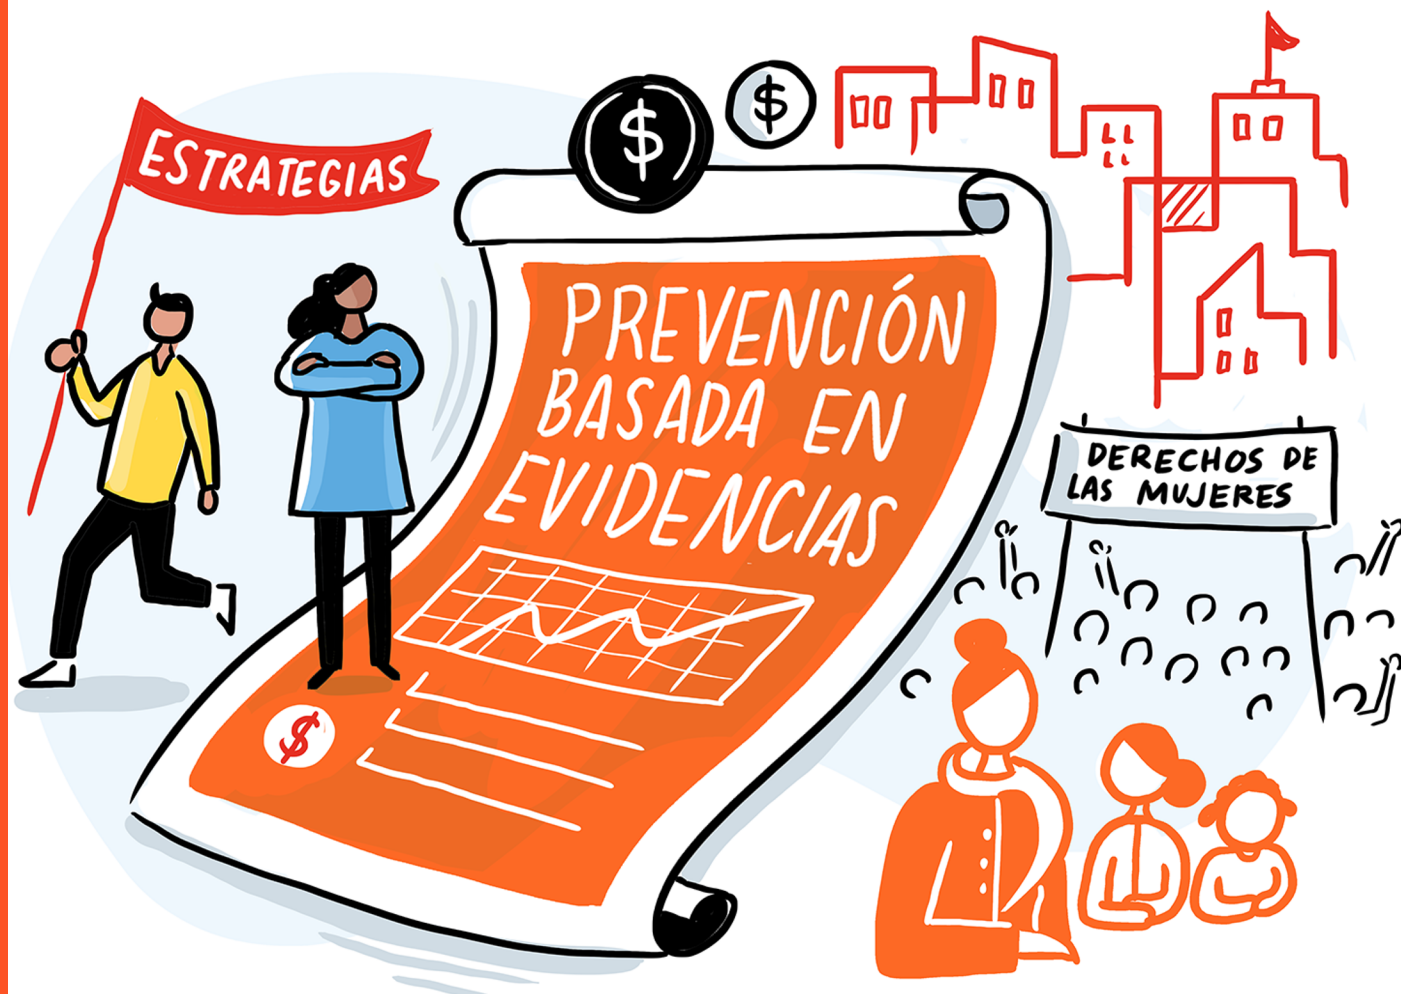 $
$
ESTRATEGIAS
PREVENCIÓN
BASADA EN
EVIDENCIAS
$
DERECHOS DE
LAS MUJERES